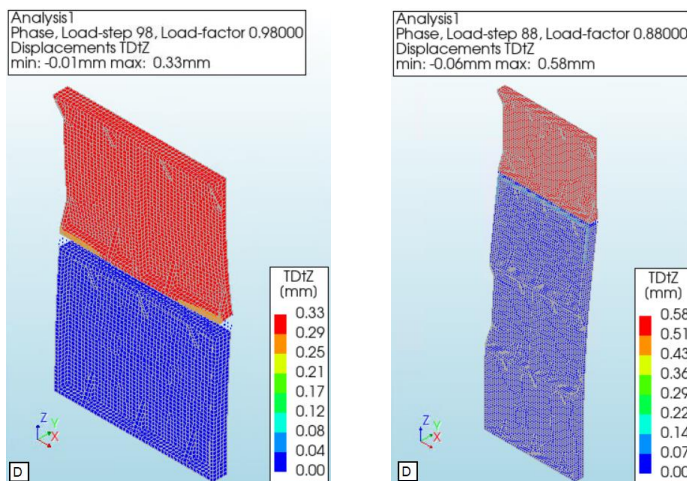 Analysis1
Phase, Load-step 98, Load-factor 0.98000
Displacements TDtZ
min: -0.01mm max: 0.33mm
TDtZ
(mm)
0.33
0.29
0.25
0.21
0.17
0.12
0.08
0.04
0.00
Z
Y
X
D
Analysis1
Phase, Load-step 88, Load-factor 0.88000
Displacements TDtZ
min: -0.06mm max: 0.58mm
TDtZ
(mm)
0.58
0.51
0.43
0.36
0.29
0.22
0.14
0.07
0.00
Z
Y
X
D